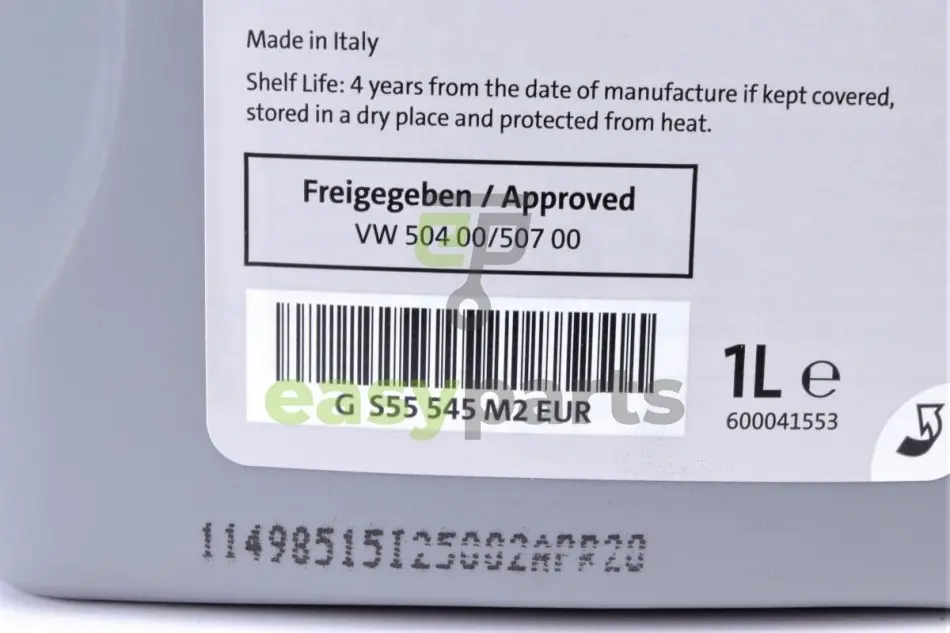 Made in Italy
Shelf Life: 4 years from the date of manufacture if kept covered,
stored in a dry place and protected from heat.
Freigegeben / Approved
VW 504 00/507 00
EP
easyparts
G S55 545 M2 EUR
1L ℮
600041553